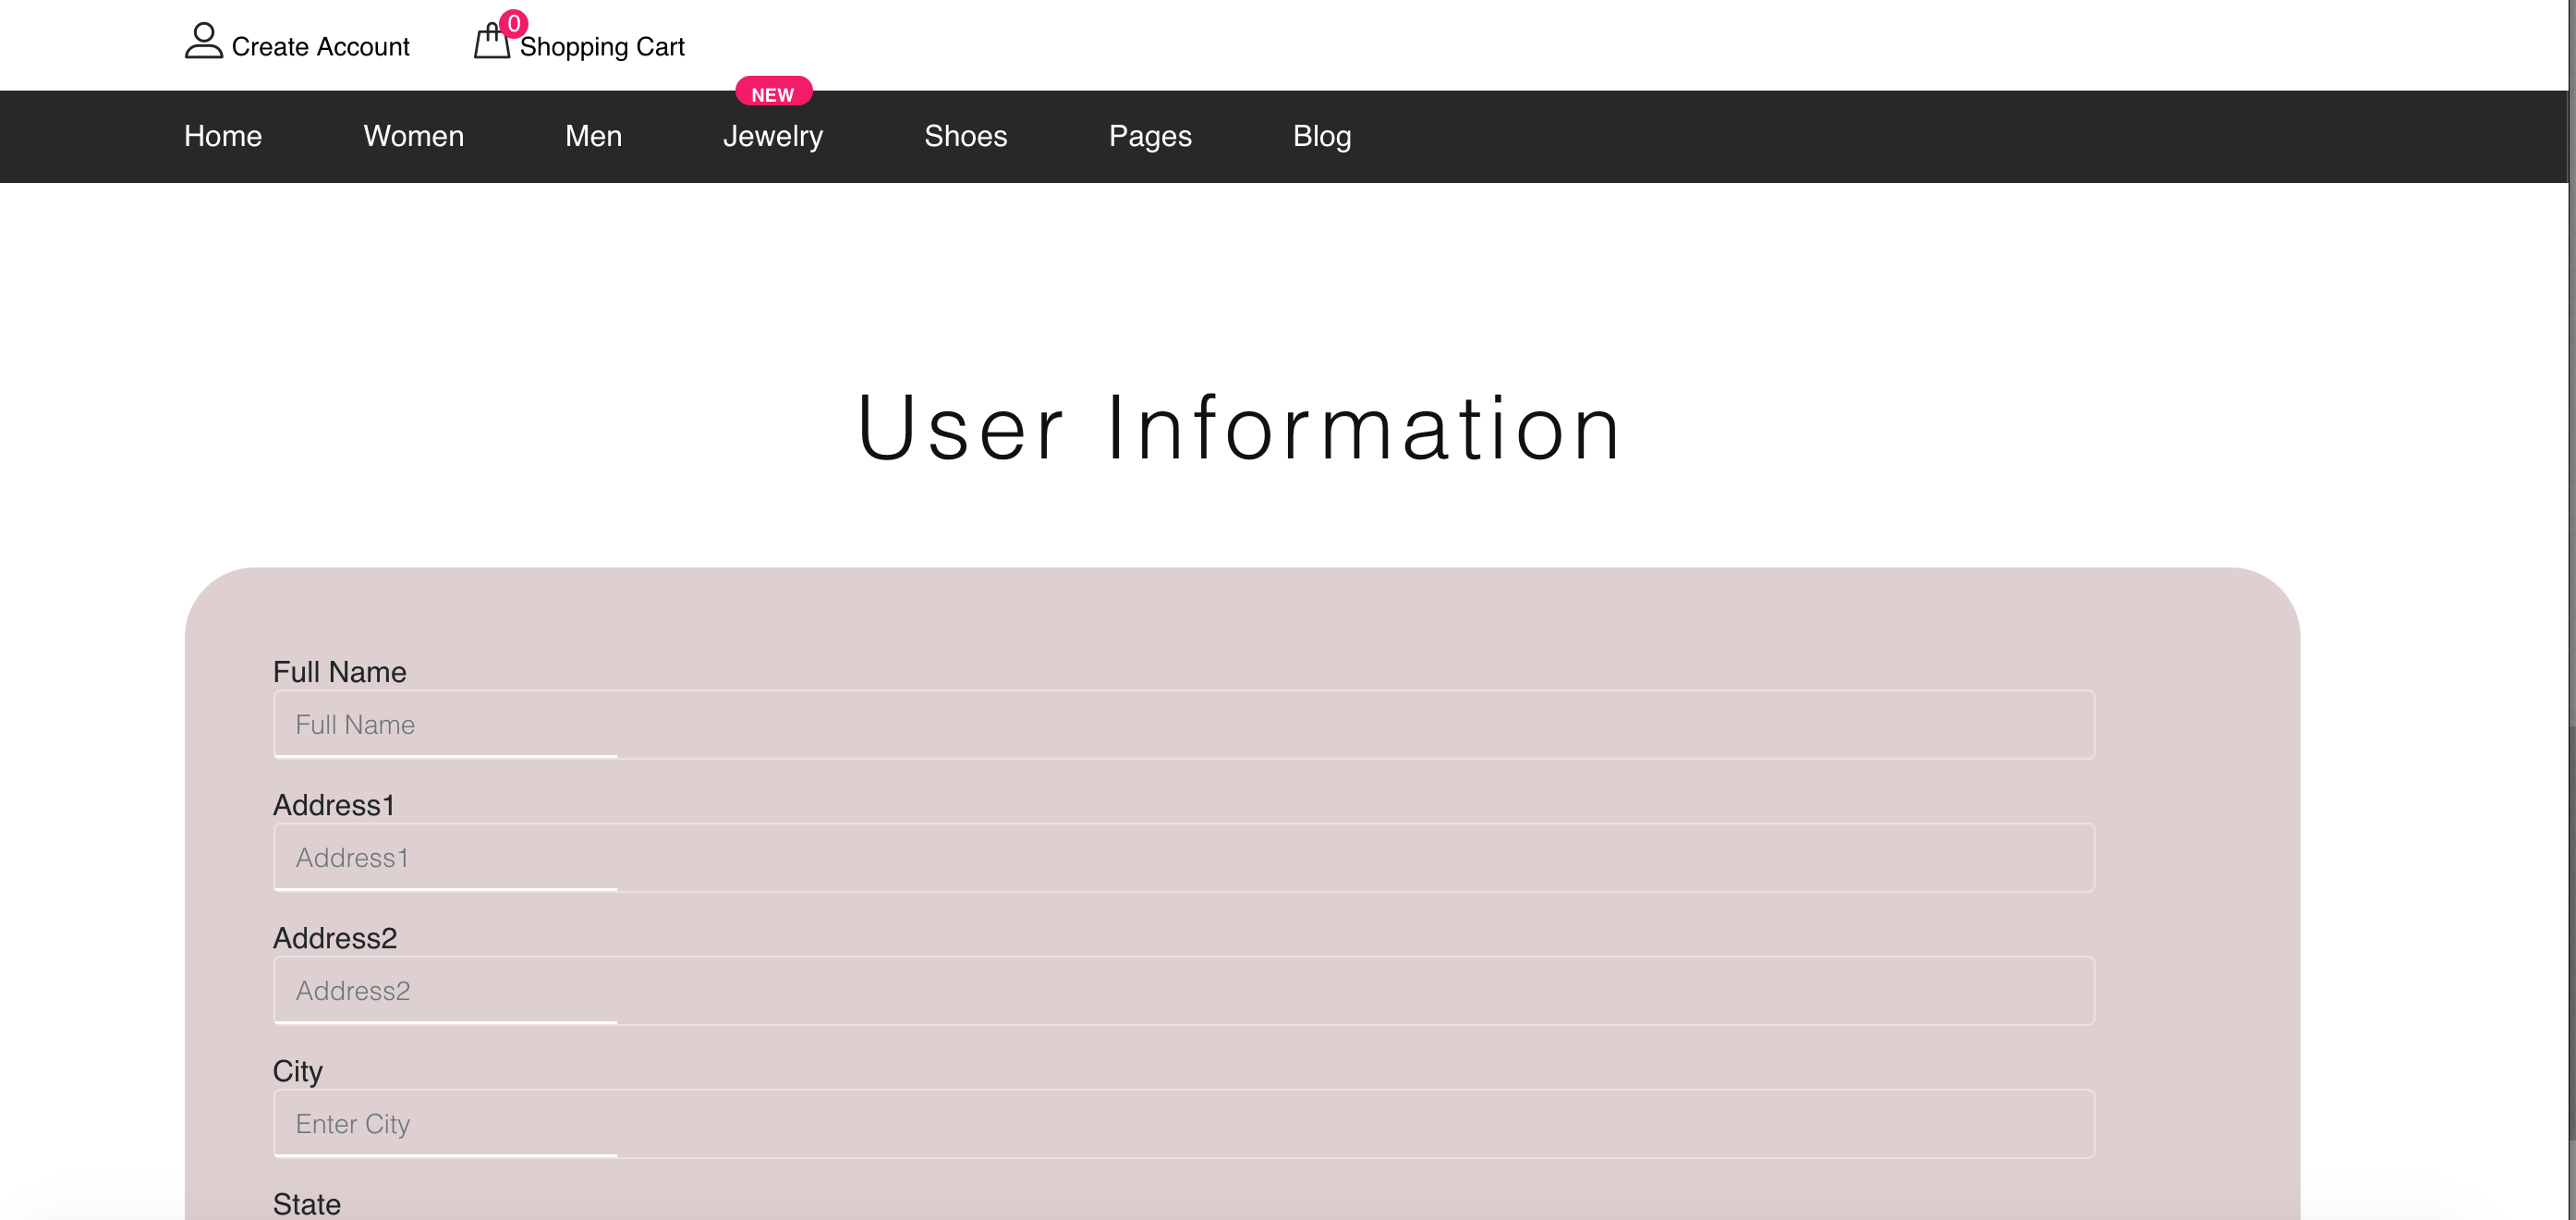 Create Account
0
Shopping Cart
NEW
Home Women Men Jewelry Shoes Pages Blog
User Information
Full Name
Full Name
Address1
Address1
Address2
Address2
City
Enter City
State